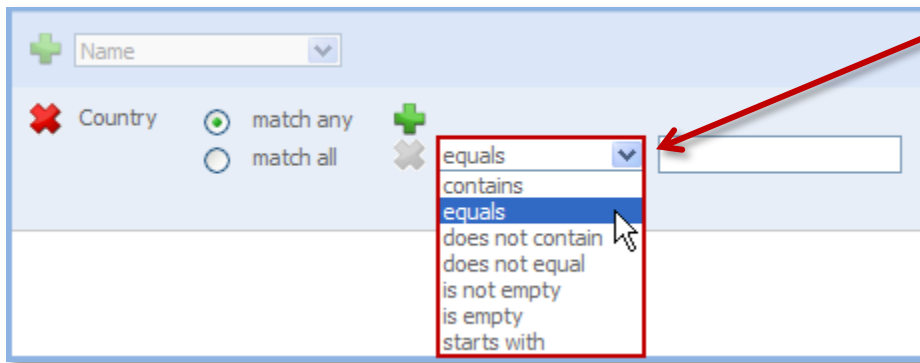 Name
Country
match any
match all
equals
contains
equals
does not contain
does not equal
is not empty
is empty
starts with